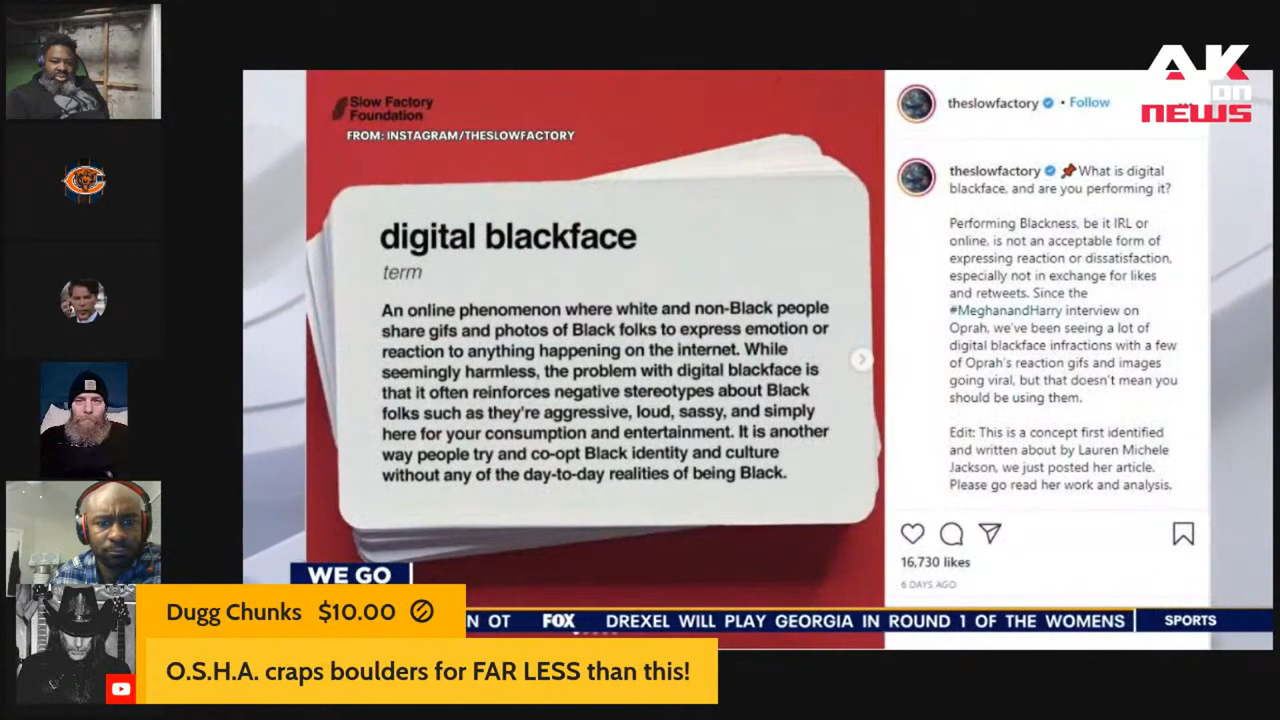 AK
on
NEWS
Slow Factory
Foundation
FROM: INSTAGRAM/THESLOWFACTORY
digital blackface
term
An online phenomenon where white and non-Black people
share gifs and photos of Black folks to express emotion or
reaction to anything happening on the internet. While
seemingly harmless, the problem with digital blackface is
that it often reinforces negative stereotypes about Black
folks such as they're aggressive, loud, sassy, and simply
here for your consumption and entertainment. It is another
way people try and co-opt Black identity and culture
without any of the day-to-day realities of being Black.
theslowfactory • Follow
theslowfactory 📌 What is digital
blackface, and are you performing it?
Performing Blackness, be it IRL or
online, is not an acceptable form of
expressing reaction or dissatisfaction,
especially not in exchange for likes
and retweets. Since the
#MeghanandHarry interview on
Oprah, we've been seeing a lot of
digital blackface infractions with a few
of Oprah's reaction gifs and images
going viral, but that doesn't mean you
should be using them.
Edit: This is a concept first identified
and written about by Lauren Michele
Jackson, we just posted her article.
Please go read her work and analysis.
16,730 likes
6 DAYS AGO
WE GO
N OT FOX DREXEL WILL PLAY GEORGIA IN ROUND 1 OF THE WOMENS SPORTS
Dugg Chunks $10.00
O.S.H.A. craps boulders for FAR LESS than this!